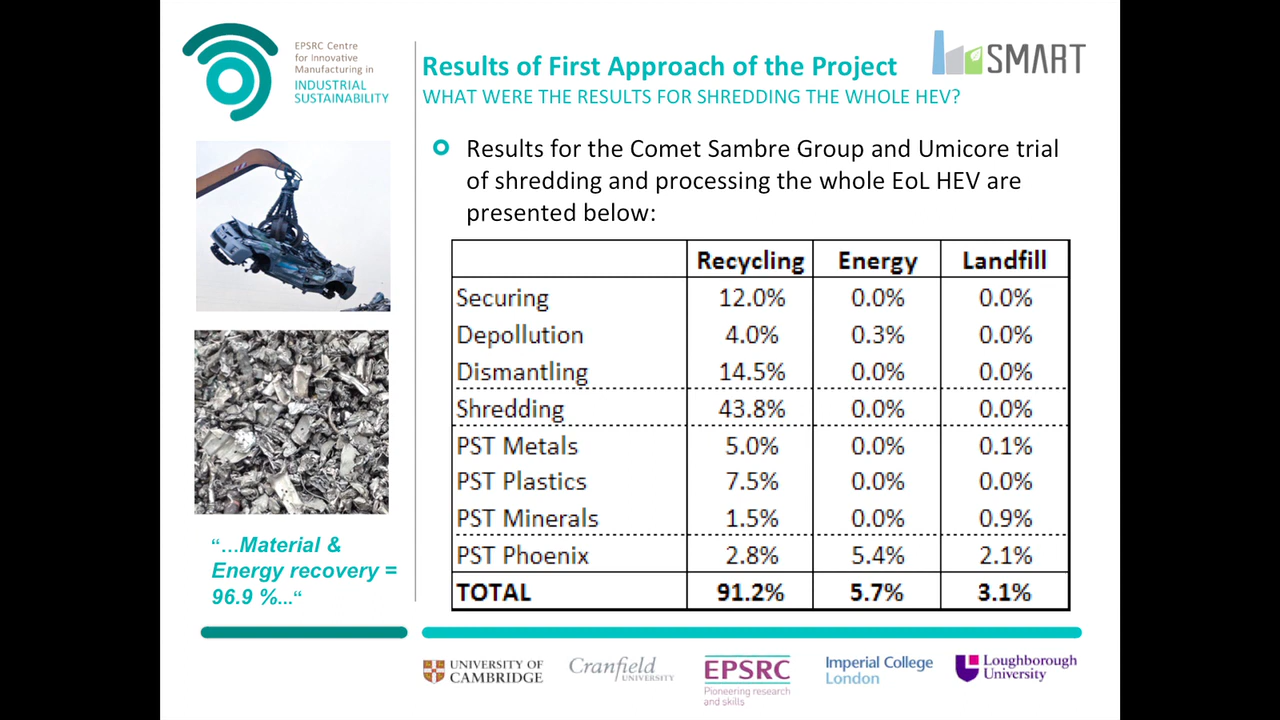 EPSRC Centre
for Innovative
Manufacturing in
INDUSTRIAL
SUSTAINABILITY
SMART
Results of First Approach of the Project
WHAT WERE THE RESULTS FOR SHREDDING THE WHOLE HEV?
Results for the Comet Sambre Group and Umicore trial
of shredding and processing the whole EoL HEV are
presented below:
Recycling Energy Landfill
Securing 12.0% 0.0% 0.0%
Depollution 4.0% 0.3% 0.0%
Dismantling 14.5% 0.0% 0.0%
Shredding 43.8% 0.0% 0.0%
PST Metals 5.0% 0.0% 0.1%
PST Plastics 7.5% 0.0% 0.0%
PST Minerals 1.5% 0.0% 0.9%
PST Phoenix 2.8% 5.4% 2.1%
TOTAL 91.2% 5.7% 3.1%
“...Material &
Energy recovery =
96.9 %...“
UNIVERSITY OF
CAMBRIDGE
Cranfield
UNIVERSITY
EPSRC
Pioneering research
and skills
Imperial College
London
Loughborough
University